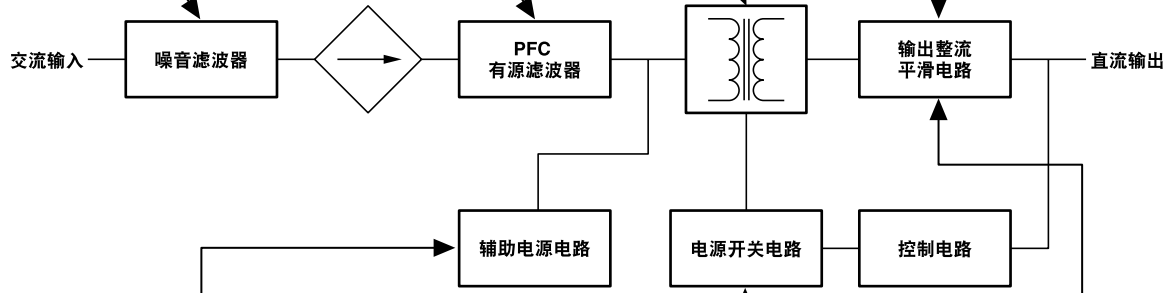 交流输入
噪音滤波器
PFC
有源滤波器
输出整流
平滑电路
直流输出
辅助电源电路
电源开关电路
控制电路